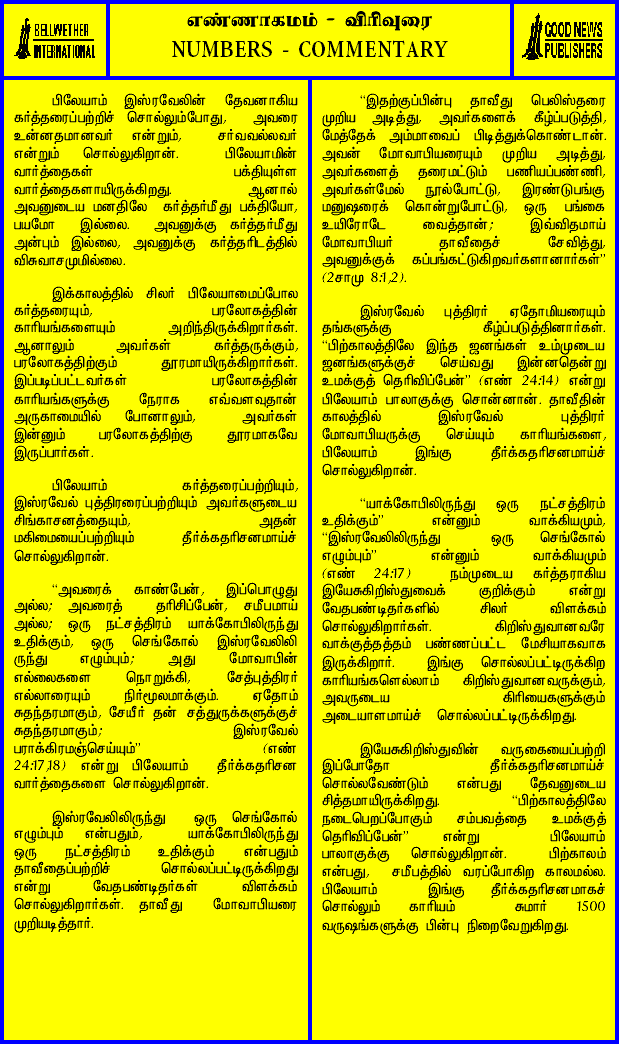 BELLWETHER
INTERNATIONAL
எண்ணாகமம் - விரிவுரை
NUMBERS - COMMENTARY
GOOD NEWS
PUBLISHERS
பிலேயாம் இஸ்ரவேலின் தேவனாகிய
கர்த்தரைப்பற்றிச் சொல்லும்போது, அவரை
உன்னதமானவர் என்றும், சர்வவல்லவர்
என்றும் சொல்லுகிறான். பிலேயாமின்
வார்த்தைகள் பக்தியுள்ள
வார்த்தைகளாயிருக்கிறது. ஆனால்
அவனுடைய மனதிலே கர்த்தர்மீது பக்தியோ,
பயமோ இல்லை. அவனுக்கு கர்த்தர்மீது
அன்பும் இல்லை, அவனுக்கு கர்த்தரிடத்தில்
விசுவாசமுமில்லை.
இக்காலத்தில் சிலர் பிலேயாமைப்போல
கர்த்தரையும், பரலோகத்தின்
காரியங்களையும் அறிந்திருக்கிறார்கள்.
ஆனாலும் அவர்கள் கர்த்தருக்கும்,
பரலோகத்திற்கும் தூரமாயிருக்கிறார்கள்.
இப்படிப்பட்டவர்கள் பரலோகத்தின்
காரியங்களுக்கு நேராக எவ்வளவுதான்
அருகாமையில் போனாலும், அவர்கள்
இன்னும் பரலோகத்திற்கு தூரமாகவே
இருப்பார்கள்.
பிலேயாம் கர்த்தரைப்பற்றியும்,
இஸ்ரவேல் புத்திரரைப்பற்றியும் அவர்களுடைய
சிங்காசனத்தையும், அதன்
மகிமையைப்பற்றியும் தீர்க்கதரிசனமாய்ச்
சொல்லுகிறான்.
“அவரைக் காண்பேன், இப்பொழுது
அல்ல; அவரைத் தரிசிப்பேன், சமீபமாய்
அல்ல; ஒரு நட்சத்திரம் யாக்கோபிலிருந்து
உதிக்கும், ஒரு செங்கோல் இஸ்ரவேலிலி
ருந்து எழும்பும்; அது மோவாபின்
எல்லைகளை நொறுக்கி, சேத்புத்திரர்
எல்லாரையும் நிர்மூலமாக்கும். ஏதோம்
சுதந்தரமாகும், சேயீர் தன் சத்துருக்களுக்குச்
சுதந்தரமாகும்; இஸ்ரவேல்
பராக்கிரமஞ்செய்யும்” (எண்
24:17,18) என்று பிலேயாம் தீர்க்கதரிசன
வார்த்தைகளை சொல்லுகிறான்.
இஸ்ரவேலிலிருந்து ஒரு செங்கோல்
எழும்பும் என்பதும், யாக்கோபிலிருந்து
ஒரு நட்சத்திரம் உதிக்கும் என்பதும்
தாவீதைப்பற்றிச் சொல்லப்பட்டிருக்கிறது
என்று வேதபண்டிதர்கள் விளக்கம்
சொல்லுகிறார்கள். தாவீது மோவாபியரை
முறியடித்தார்.
“இதற்குப்பின்பு தாவீது பெலிஸ்தரை
முறிய அடித்து, அவர்களைக் கீழ்ப்படுத்தி,
மேத்தேக் அம்மாவைப் பிடித்துக்கொண்டான்.
அவன் மோவாபியரையும் முறிய அடித்து,
அவர்களைத் தரைமட்டும் பணியப்பண்ணி,
அவர்கள்மேல் நூல்போட்டு, இரண்டுபங்கு
மனுஷரைக் கொன்றுபோட்டு, ஒரு பங்கை
உயிரோடே வைத்தான்; இவ்விதமாய்
மோவாபியர் தாவீதைச் சேவித்து,
அவனுக்குக் கப்பங்கட்டுகிறவர்களானார்கள்”
(2சாமு 8:1,2).
இஸ்ரவேல் புத்திரர் ஏதோமியரையும்
தங்களுக்கு கீழ்ப்படுத்தினார்கள்.
“பிற்காலத்திலே இந்த ஜனங்கள் உம்முடைய
ஜனங்களுக்குச் செய்வது இன்னதென்று
உமக்குத் தெரிவிப்பேன்” (எண் 24:14) என்று
பிலேயாம் பாலாகுக்கு சொன்னான். தாவீதின்
காலத்தில் இஸ்ரவேல் புத்திரர்
மோவாபியருக்கு செய்யும் காரியங்களை,
பிலேயாம் இங்கு தீர்க்கதரிசனமாய்ச்
சொல்லுகிறான்.
“யாக்கோபிலிருந்து ஒரு நட்சத்திரம்
உதிக்கும்” என்னும் வாக்கியமும்,
“இஸ்ரவேலிலிருந்து ஒரு செங்கோல்
எழும்பும்” என்னும் வாக்கியமும்
(எண் 24:17) நம்முடைய கர்த்தராகிய
இயேசுகிறிஸ்துவைக் குறிக்கும் என்று
வேதபண்டிதர்களில் சிலர் விளக்கம்
சொல்லுகிறார்கள். கிறிஸ்துவானவரே
வாக்குத்தத்தம் பண்ணப்பட்ட மேசியாவாக
இருக்கிறார். இங்கு சொல்லப்பட்டிருக்கிற
காரியங்களெல்லாம் கிறிஸ்துவானவருக்கும்,
அவருடைய கிரியைகளுக்கும்
அடையாளமாய்ச் சொல்லப்பட்டிருக்கிறது.
இயேசுகிறிஸ்துவின் வருகையைப்பற்றி
இப்போதோ தீர்க்கதரிசனமாய்ச்
சொல்லவேண்டும் என்பது தேவனுடைய
சித்தமாயிருக்கிறது. “பிற்காலத்திலே
நடைபெறப்போகும் சம்பவத்தை உமக்குத்
தெரிவிப்பேன்” என்று பிலேயாம்
பாலாகுக்கு சொல்லுகிறான். பிற்காலம்
என்பது, சமீபத்தில் வரப்போகிற காலமல்ல.
பிலேயாம் இங்கு தீர்க்கதரிசனமாகச்
சொல்லும் காரியம் சுமார் 1500
வருஷங்களுக்கு பின்பு நிறைவேறுகிறது.